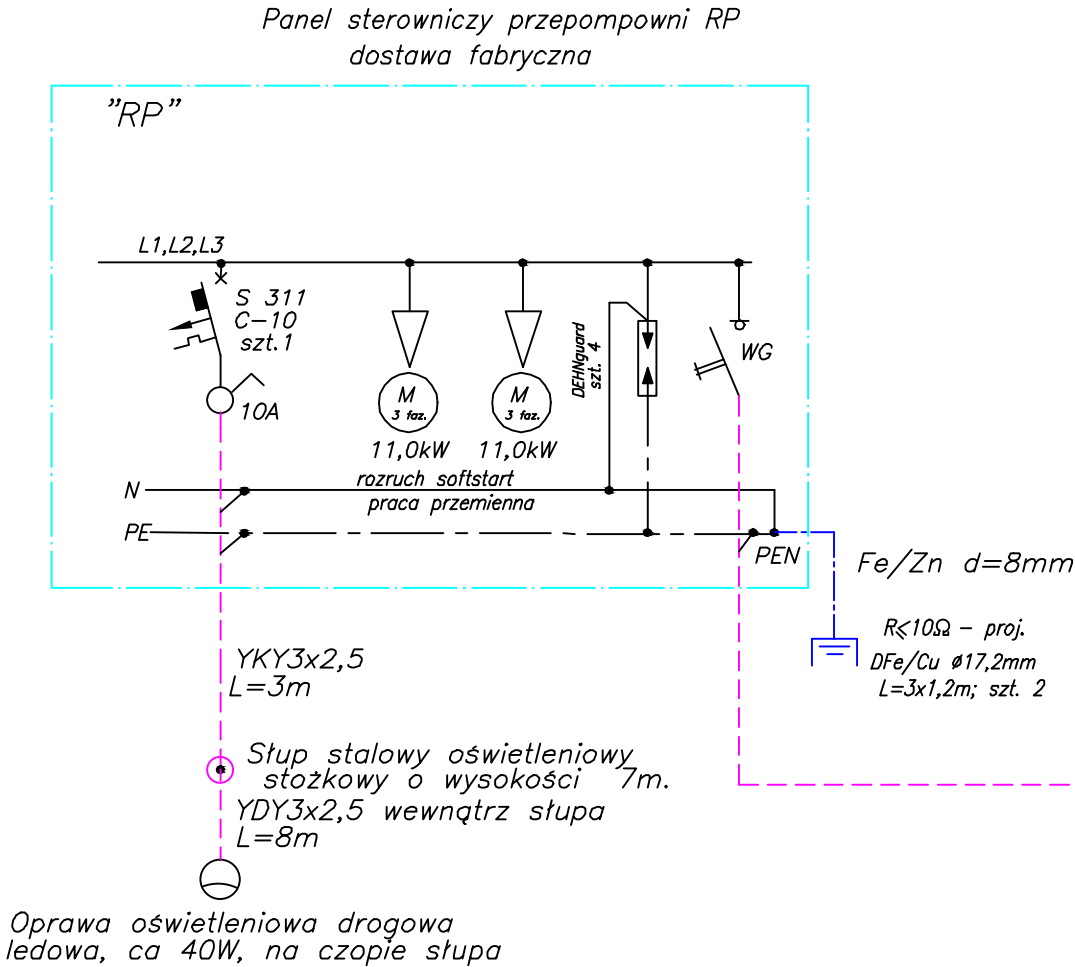 Panel sterowniczy przepompowni RP
dostawa fabryczna
"RP"
L1,L2,L3
S 311
C-10
szt.1
10A
M
3 faz.
11,0kW
M
3 faz.
11,0kW
DEHNguard
szt. 4
WG
rozruch softstart
praca przemienna
N
PE
PEN
Fe/Zn d=8mm
R≤10Ω - proj.
DFe/Cu ø17,2mm
L=3x1,2m; szt. 2
YKY3x2,5
L=3m
Słup stalowy oświetleniowy
stożkowy o wysokości 7m.
YDY3x2,5 wewnątrz słupa
L=8m
Oprawa oświetleniowa drogowa
ledowa, ca 40W, na czopie słupa